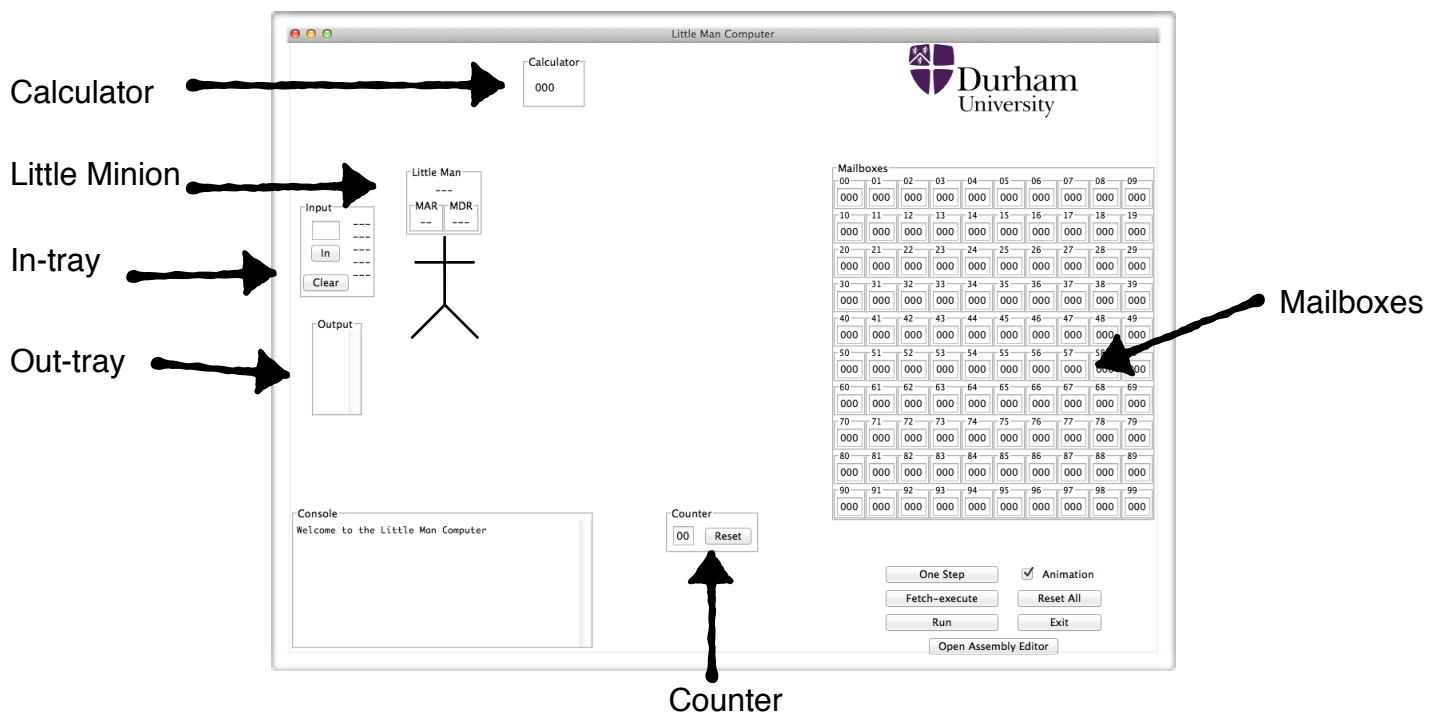 Little Man Computer
Calculator
Calculator
000
Durham
University
Little Minion
Little Man
---
MAR MDR
-- ---
In-tray
Input
---
---
In ---
---
Clear ---
Out-tray
Output
Mailboxes
00 01 02 03 04 05 06 07 08 09
000 000 000 000 000 000 000 000 000 000
10 11 12 13 14 15 16 17 18 19
000 000 000 000 000 000 000 000 000 000
20 21 22 23 24 25 26 27 28 29
000 000 000 000 000 000 000 000 000 000
30 31 32 33 34 35 36 37 38 39
000 000 000 000 000 000 000 000 000 000
40 41 42 43 44 45 46 47 48 49
000 000 000 000 000 000 000 000 000 000
50 51 52 53 54 55 56 57 58
000 000 000 000 000 000 000 000 000 000
60 61 62 63 64 65 66 67 68 69
000 000 000 000 000 000 000 000 000 000
70 71 72 73 74 75 76 77 78 79
000 000 000 000 000 000 000 000 000 000
80 81 82 83 84 85 86 87 88 89
000 000 000 000 000 000 000 000 000 000
90 91 92 93 94 95 96 97 98 99
000 000 000 000 000 000 000 000 000 000
Mailboxes
Console
Welcome to the Little Man Computer
Counter
00 Reset
Counter
One Step Animation
Fetch-execute Reset All
Run Exit
Open Assembly Editor